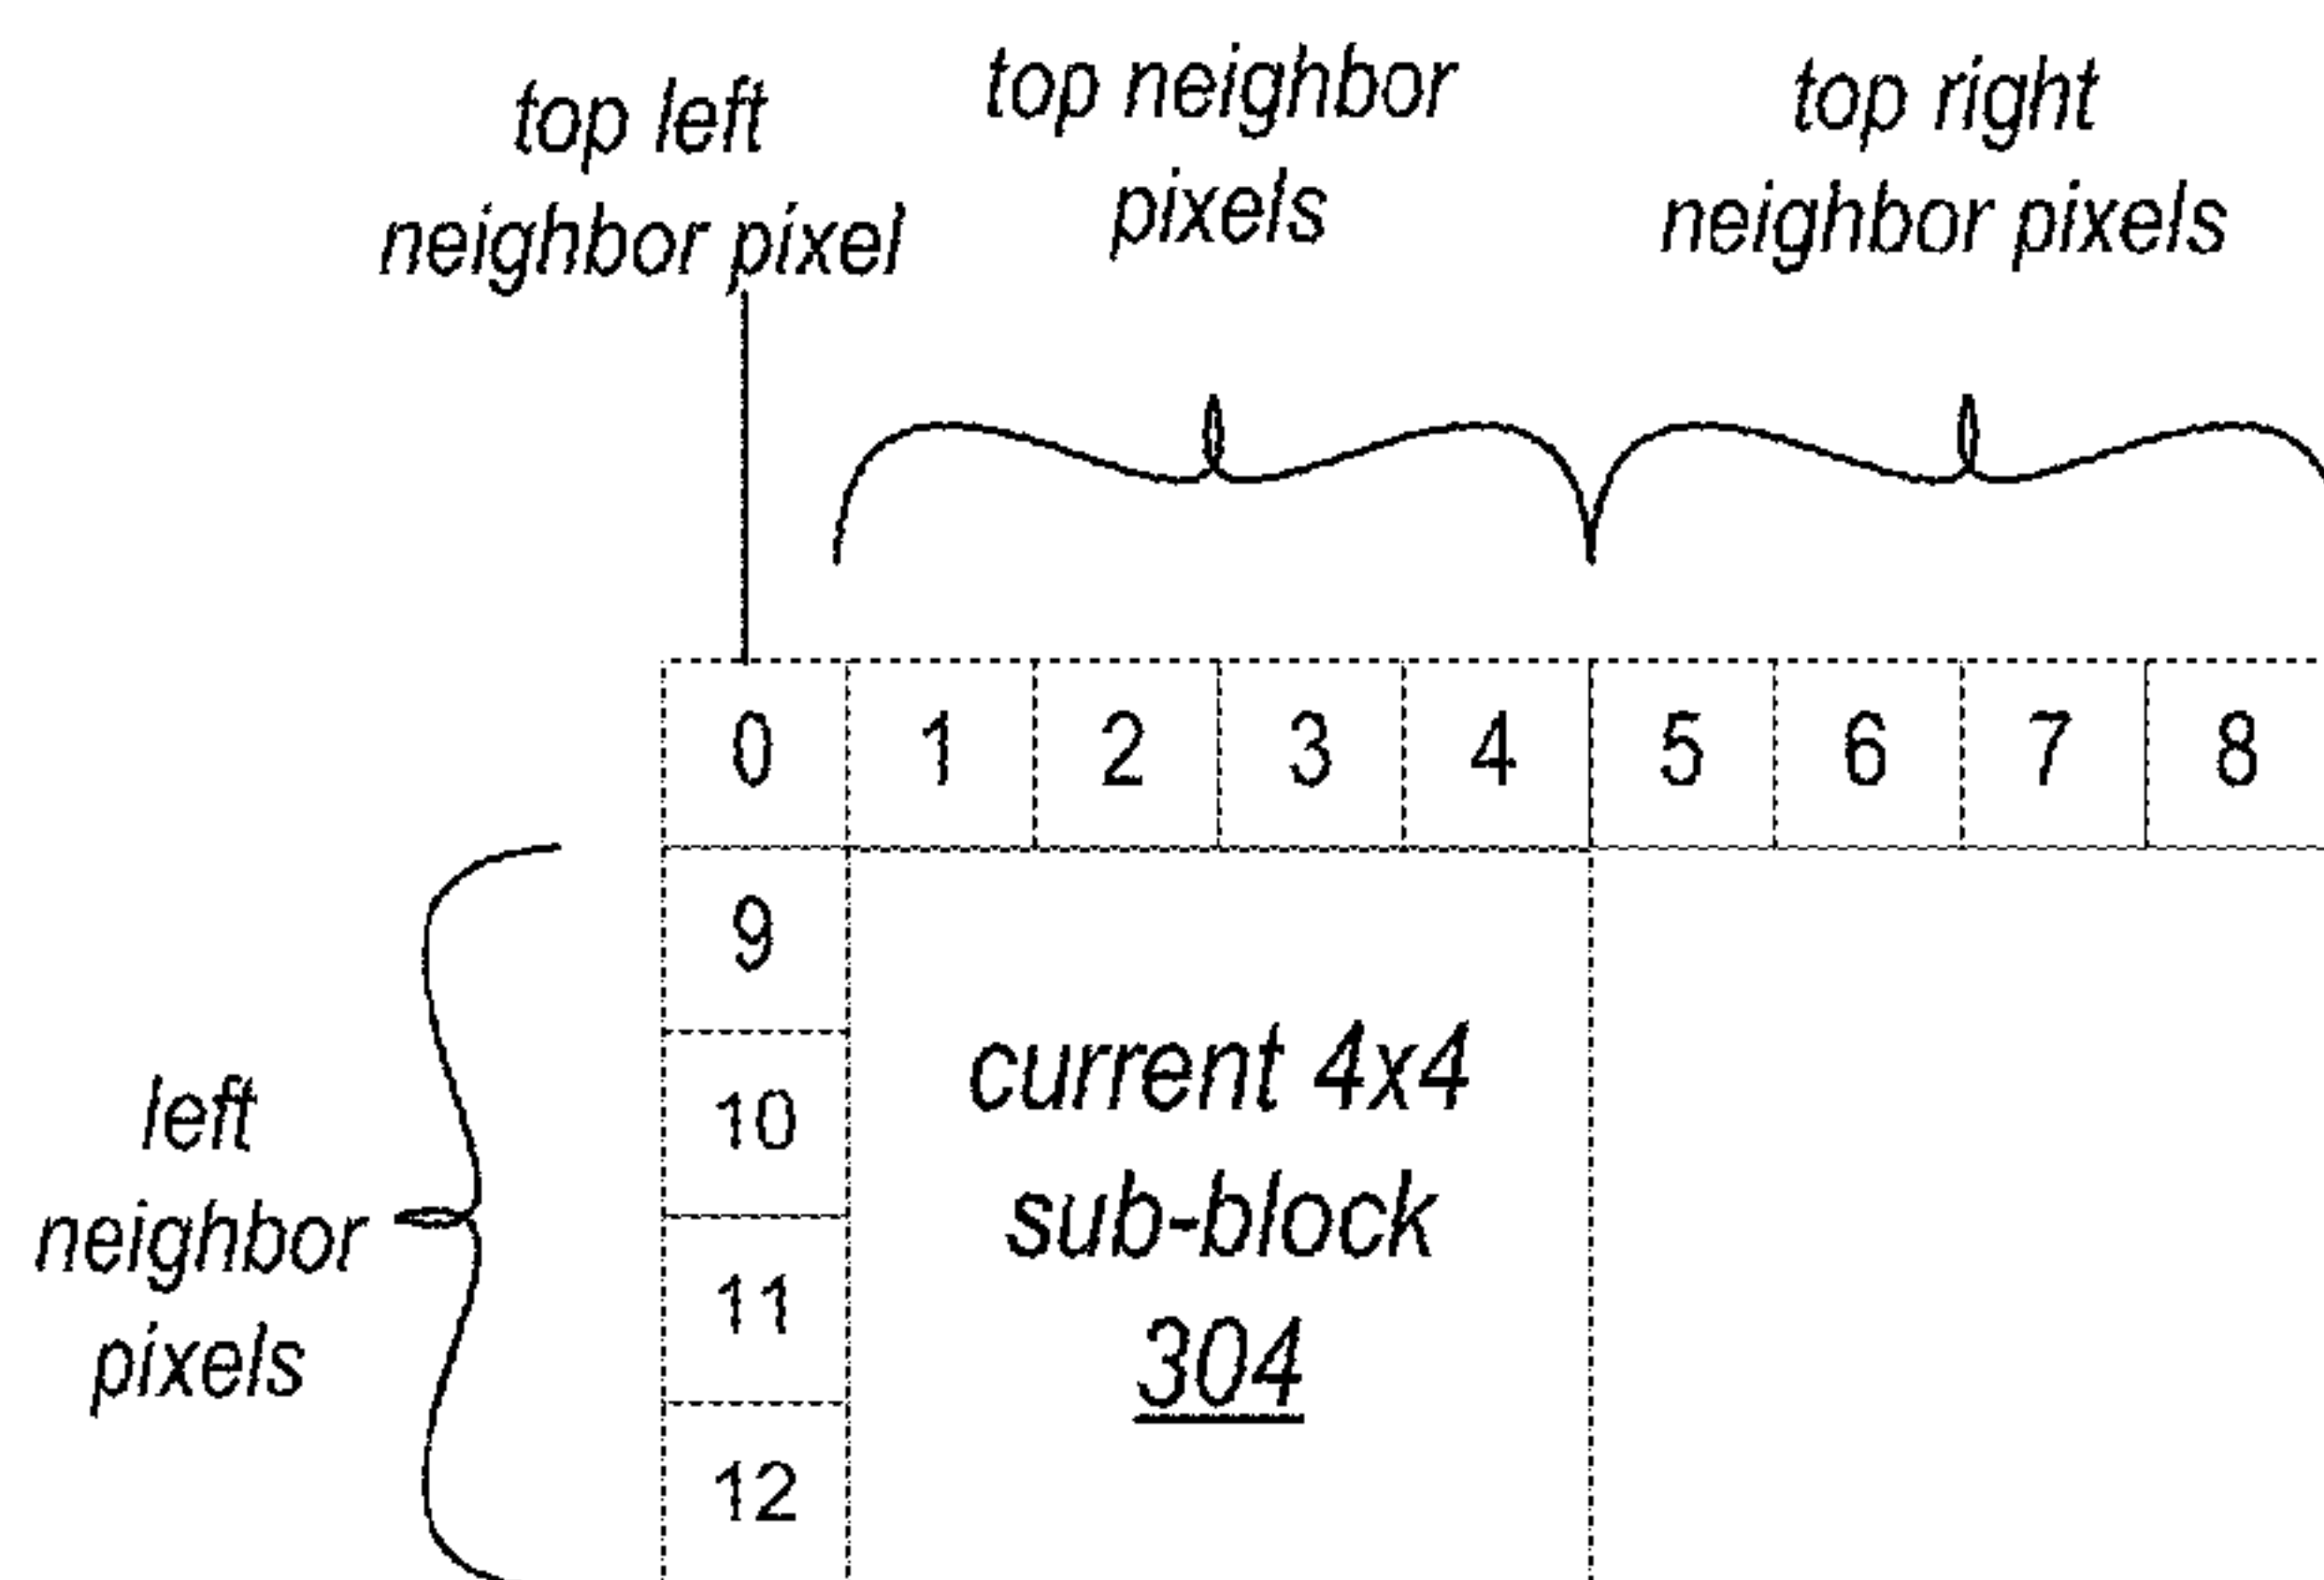 top left
neighbor pixel
top neighbor
pixels
top right
neighbor pixels
0 1 2 3 4 5 6 7 8
9
10
11
12
left
neighbor
pixels
current 4x4
sub-block
304